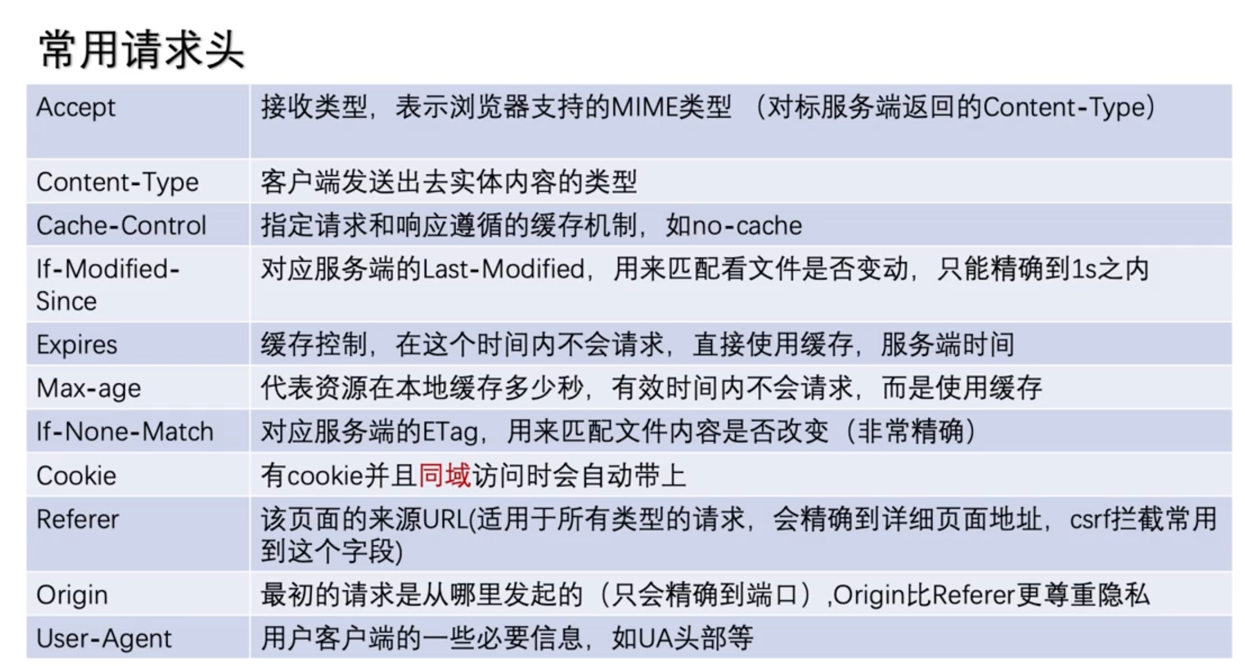 常用请求头
Accept 接收类型，表示浏览器支持的MIME类型 （对标服务端返回的Content-Type）
Content-Type 客户端发送出去实体内容的类型
Cache-Control 指定请求和响应遵循的缓存机制，如no-cache
If-Modified- 对应服务端的Last-Modified，用来匹配看文件是否变动，只能精确到1s之内
Since
Expires 缓存控制，在这个时间内不会请求，直接使用缓存，服务端时间
Max-age 代表资源在本地缓存多少秒，有效时间内不会请求，而是使用缓存
If-None-Match 对应服务端的ETag，用来匹配文件内容是否改变（非常精确）
Cookie 有cookie并且同域访问时会自动带上
Referer 该页面的来源URL(适用于所有类型的请求，会精确到详细页面地址，csrf拦截常用
到这个字段)
Origin 最初的请求是从哪里发起的（只会精确到端口）,Origin比Referer更尊重隐私
User-Agent 用户客户端的一些必要信息，如UA头部等